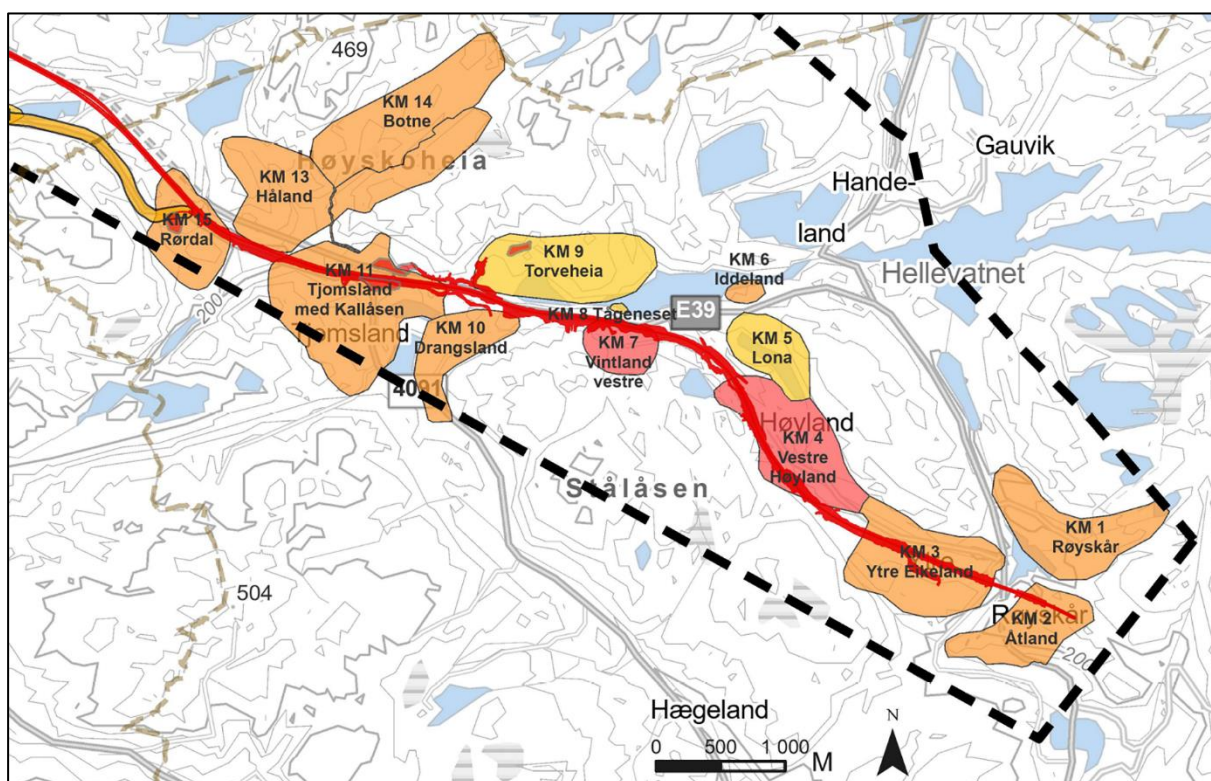 469
KM 14
Botne
Høyskoheia
KM 13
Håland
Gauvik
Hande-
land
KM 15
Rørdal
KM 9
Torveheia
KM 6
Iddeland
Hellevatnet
200
KM 11
Tjomsland
med Kallåsen
Tjomsland
E39
KM 8 Tageneset
KM 10
Drangsland
KM 7
Vintland
vestre
KM 5
Lona
4091
Høyland
KM 4
Vestre
Høyland
Stålåsen
KM 1
Røyskår
KM 3
Ytre Eikeland
504
Røyskår
KM 2
Åtland
200
Hægeland
N
0 500 1 000
M